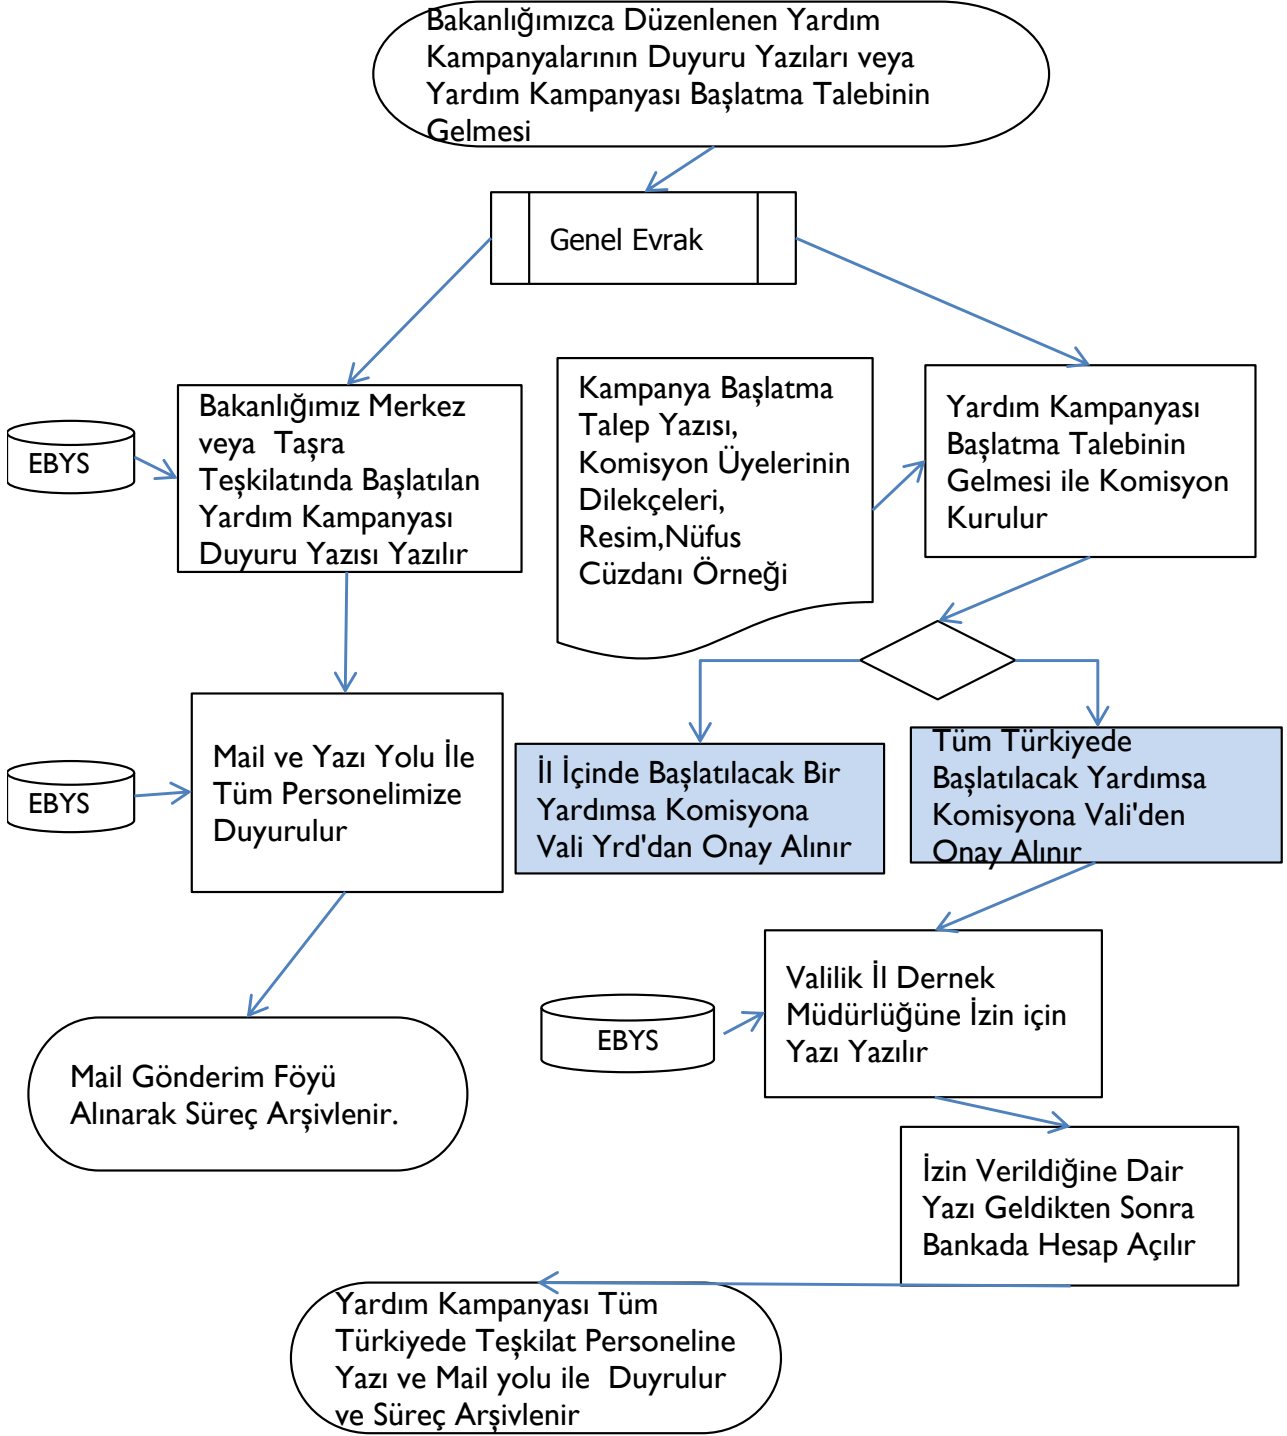 Bakanlığımızca Düzenlenen Yardım
Kampanyalarının Duyuru Yazıları veya
Yardım Kampanyası Başlatma Talebinin
Gelmesi
Genel Evrak
Bakanlığımız Merkez
veya Taşra
Teşkilatında Başlatılan
Yardım Kampanyası
Duyuru Yazısı Yazılır
EBYS
Kampanya Başlatma
Talep Yazısı,
Komisyon Üyelerinin
Dilekçeleri,
Resim,Nüfus
Cüzdanı Örneği
Yardım Kampanyası
Başlatma Talebinin
Gelmesi ile Komisyon
Kurulur
Mail ve Yazı Yolu İle
Tüm Personelimize
Duyurulur
EBYS
İl İçinde Başlatılacak Bir
Yardımsa Komisyona
Vali Yrd'dan Onay Alınır
Tüm Türkiyede
Başlatılacak Yardımsa
Komisyona Vali'den
Onay Alınır
Valilik İl Dernek
Müdürlüğüne İzin için
Yazı Yazılır
EBYS
Mail Gönderim Föyü
Alınarak Süreç Arşivlenir.
İzin Verildiğine Dair
Yazı Geldikten Sonra
Bankada Hesap Açılır
Yardım Kampanyası Tüm
Türkiyede Teşkilat Personeline
Yazı ve Mail yolu ile Duyrulur
ve Süreç Arşivlenir